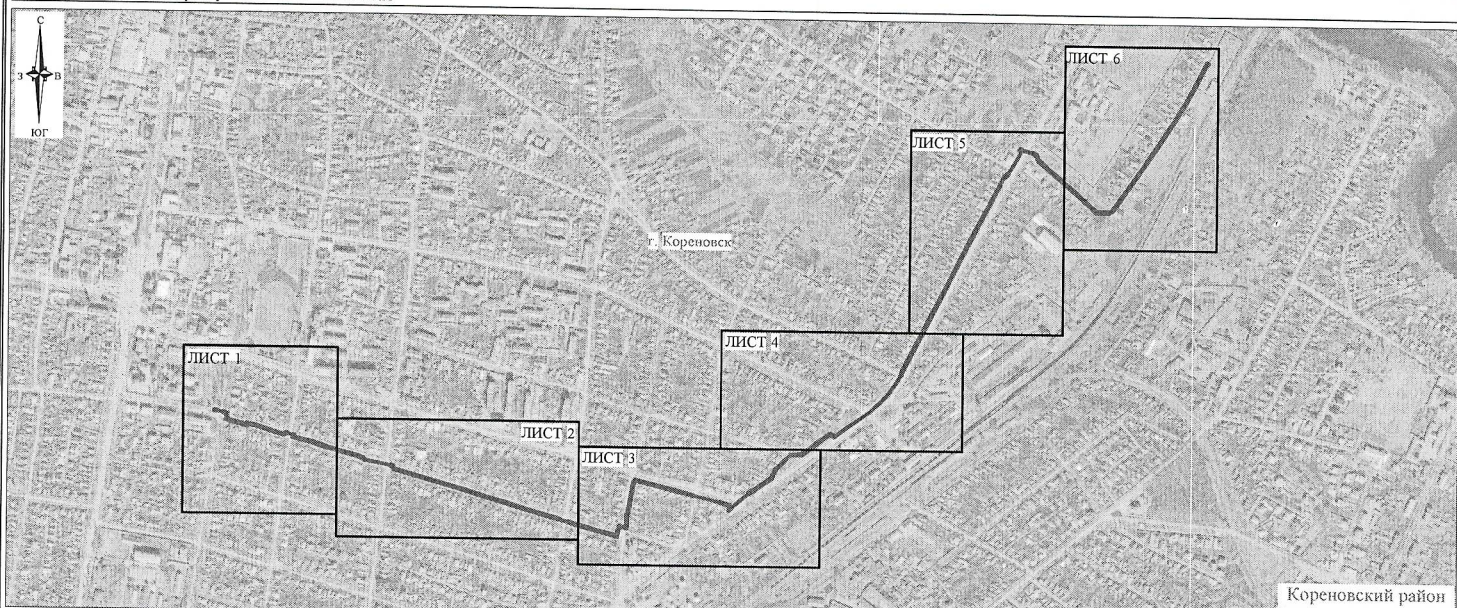 С
З В
ЮГ
ЛИСТ 6
ЛИСТ 5
г. Кореновск
ЛИСТ 4
ЛИСТ 1
ЛИСТ 2
ЛИСТ 3
Кореновский район